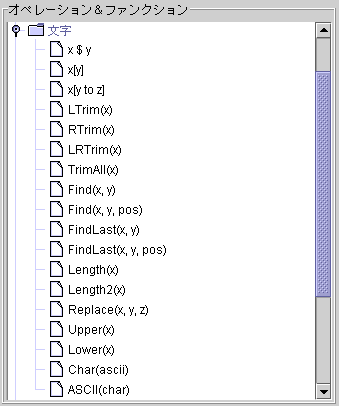 オペレーション&ファンクション
文字
x $ y
x[y]
x[y to z]
LTrim(x)
RTrim(x)
LRTrim(x)
TrimAll(x)
Find(x, y)
Find(x, y, pos)
FindLast(x, y)
FindLast(x, y, pos)
Length(x)
Length2(x)
Replace(x, y, z)
Upper(x)
Lower(x)
Char(ascii)
ASCII(char)